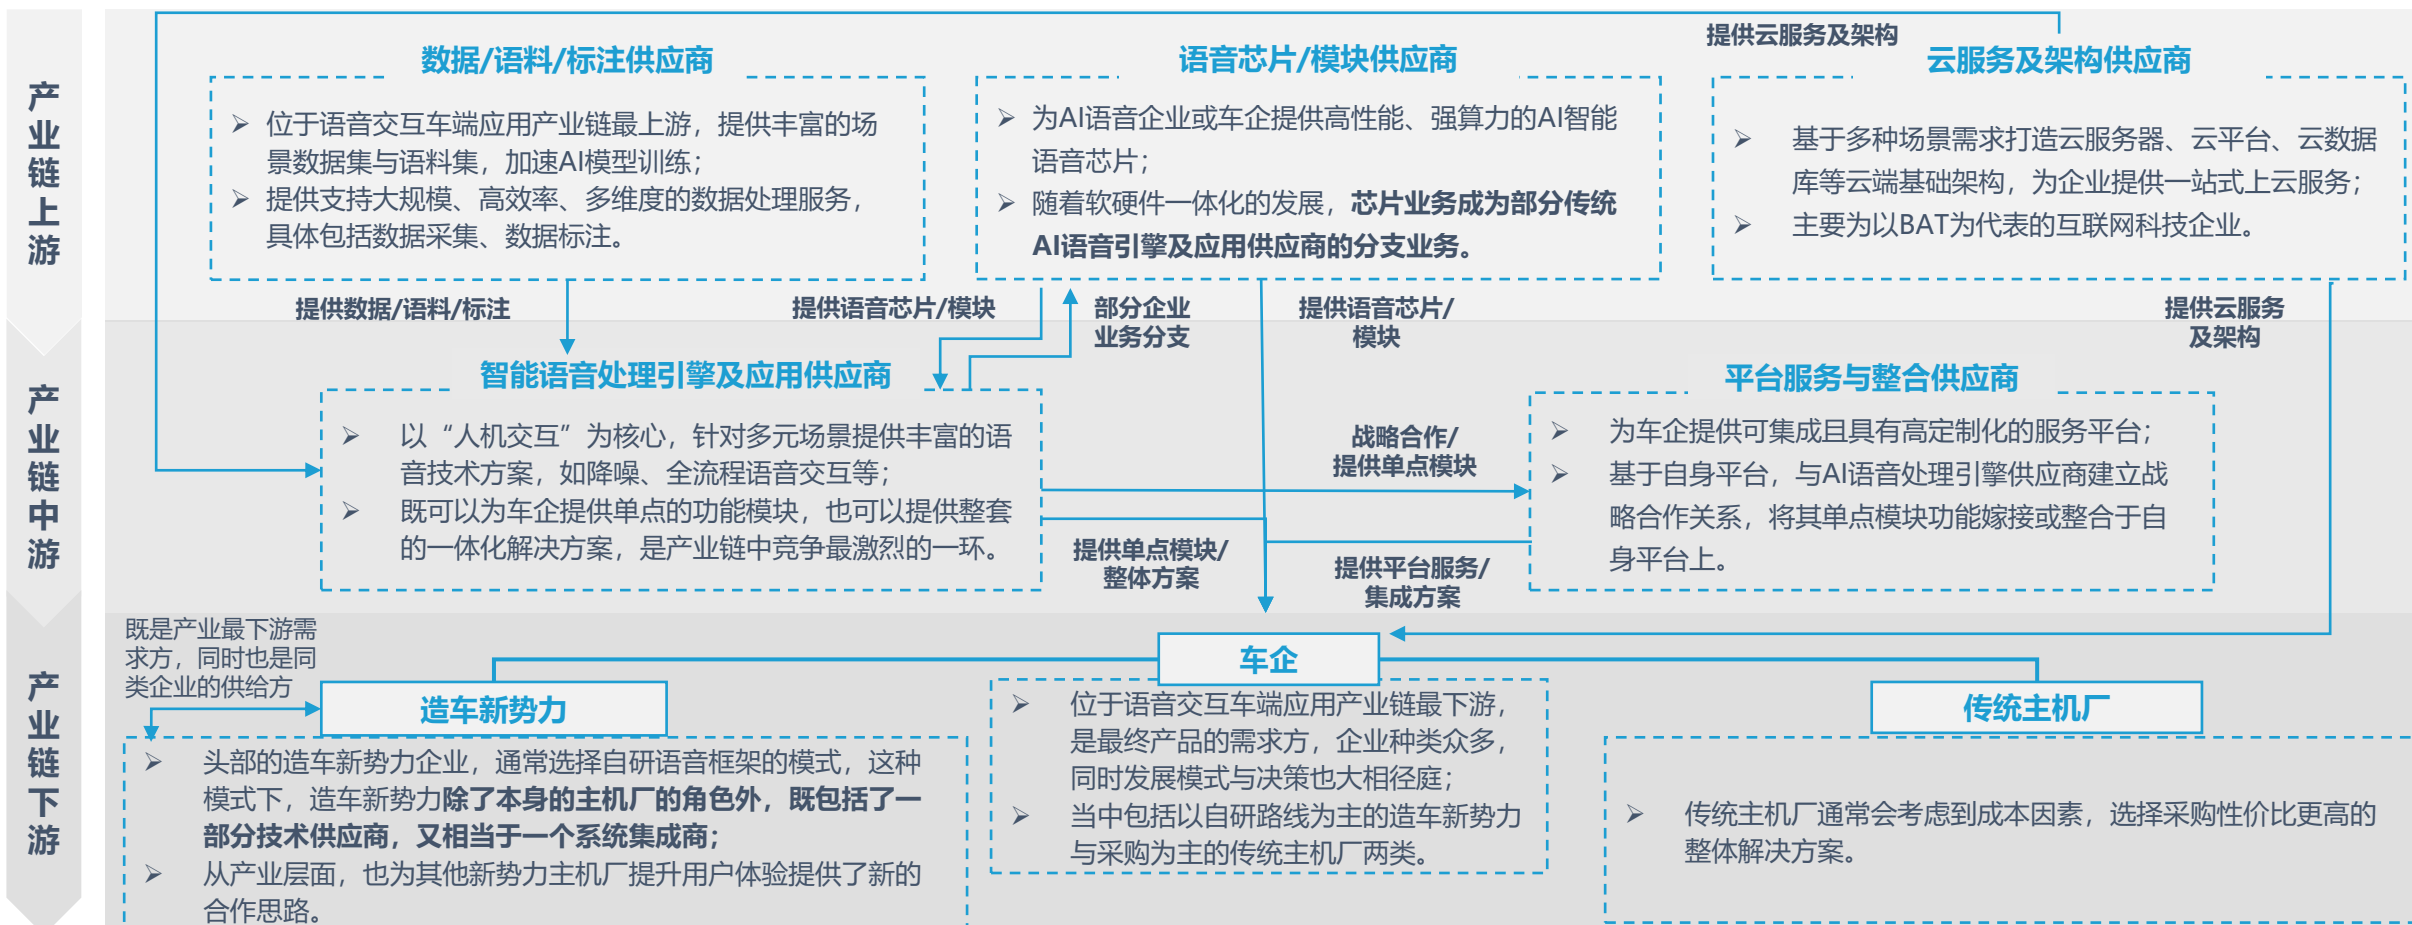 产业链上游
提供云服务及架构
数据/语料/标注供应商
位于语音交互车端应用产业链最上游，提供丰富的场
景数据集与语料集，加速AI模型训练；
提供支持大规模、高效率、多维度的数据处理服务，
具体包括数据采集、数据标注。
语音芯片/模块供应商
为AI语音企业或车企提供高性能、强算力的AI智能
语音芯片；
随着软硬件一体化的发展，芯片业务成为部分传统
AI语音引擎及应用供应商的分支业务。
云服务及架构供应商
基于多种场景需求打造云服务器、云平台、云数据
库等云端基础架构，为企业提供一站式上云服务；
主要为以BAT为代表的互联网科技企业。
提供数据/语料/标注
提供语音芯片/模块
部分企业
业务分支
提供语音芯片/
模块
提供云服务
及架构
产业链中游
智能语音处理引擎及应用供应商
以“人机交互”为核心，针对多元场景提供丰富的语
音技术方案，如降噪、全流程语音交互等；
既可以为车企提供单点的功能模块，也可以提供整套
的一体化解决方案，是产业链中竞争最激烈的一环。
战略合作/
提供单点模块
平台服务与整合供应商
为车企提供可集成且具有高定制化的服务平台；
基于自身平台，与AI语音处理引擎供应商建立战
略合作关系，将其单点模块功能嫁接或整合于自
身平台上。
提供单点模块/
整体方案
提供平台服务/
集成方案
产业链下游
既是产业最下游需
求方，同时也是同
类企业的供给方
造车新势力
头部的造车新势力企业，通常选择自研语音框架的模式，这种
模式下，造车新势力除了本身的主机厂的角色外，既包括了一
部分技术供应商，又相当于一个系统集成商；
从产业层面，也为其他新势力主机厂提升用户体验提供了新的
合作思路。
车企
位于语音交互车端应用产业链最下游，
是最终产品的需求方，企业种类众多，
同时发展模式与决策也大相径庭；
当中包括以自研路线为主的造车新势力
与采购为主的传统主机厂两类。
传统主机厂
传统主机厂通常会考虑到成本因素，选择采购性价比更高的
整体解决方案。